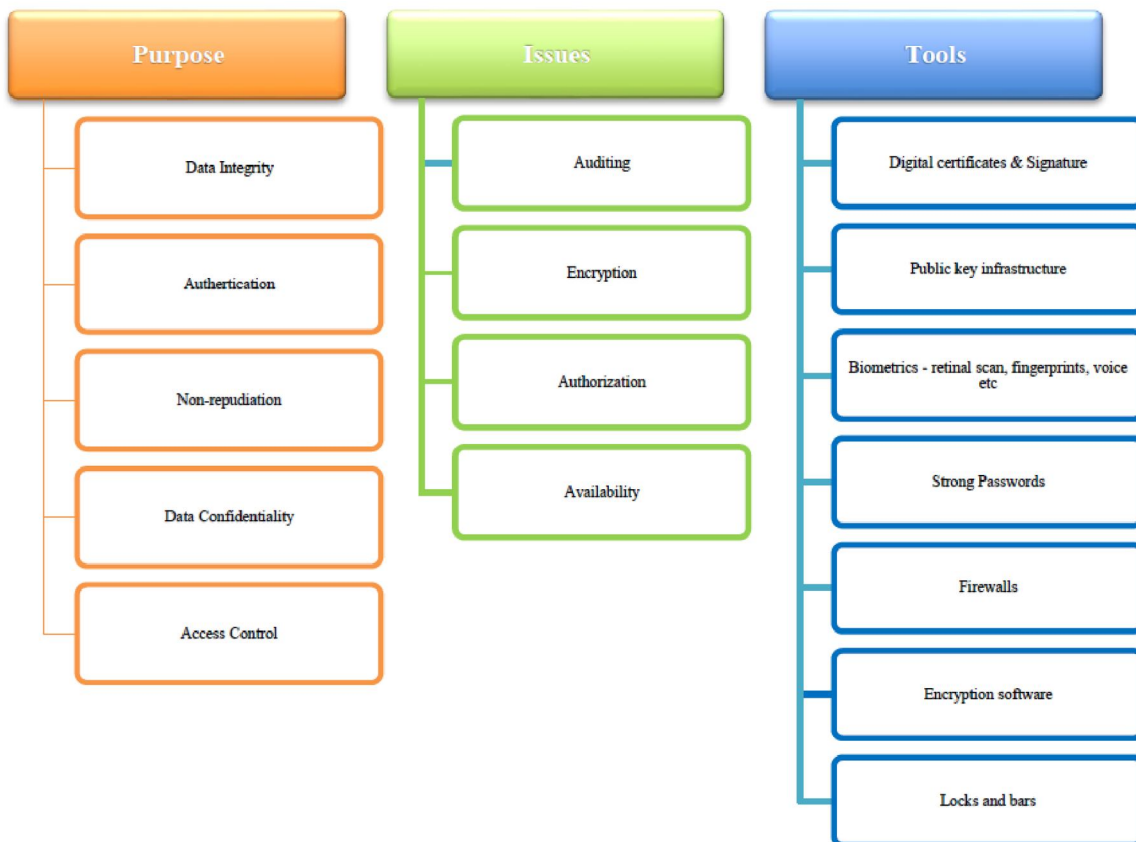 Purpose
Data Integrity
Authertication
Non-repudiation
Data Confidentiality
Access Control
Issues
Auditing
Encryption
Authorization
Availability
Tools
Digital certificates & Signature
Public key infrastructure
Biometrics - retinal scan, fingerprints, voice
etc
Strong Passwords
Firewalls
Encryption software
Locks and bars